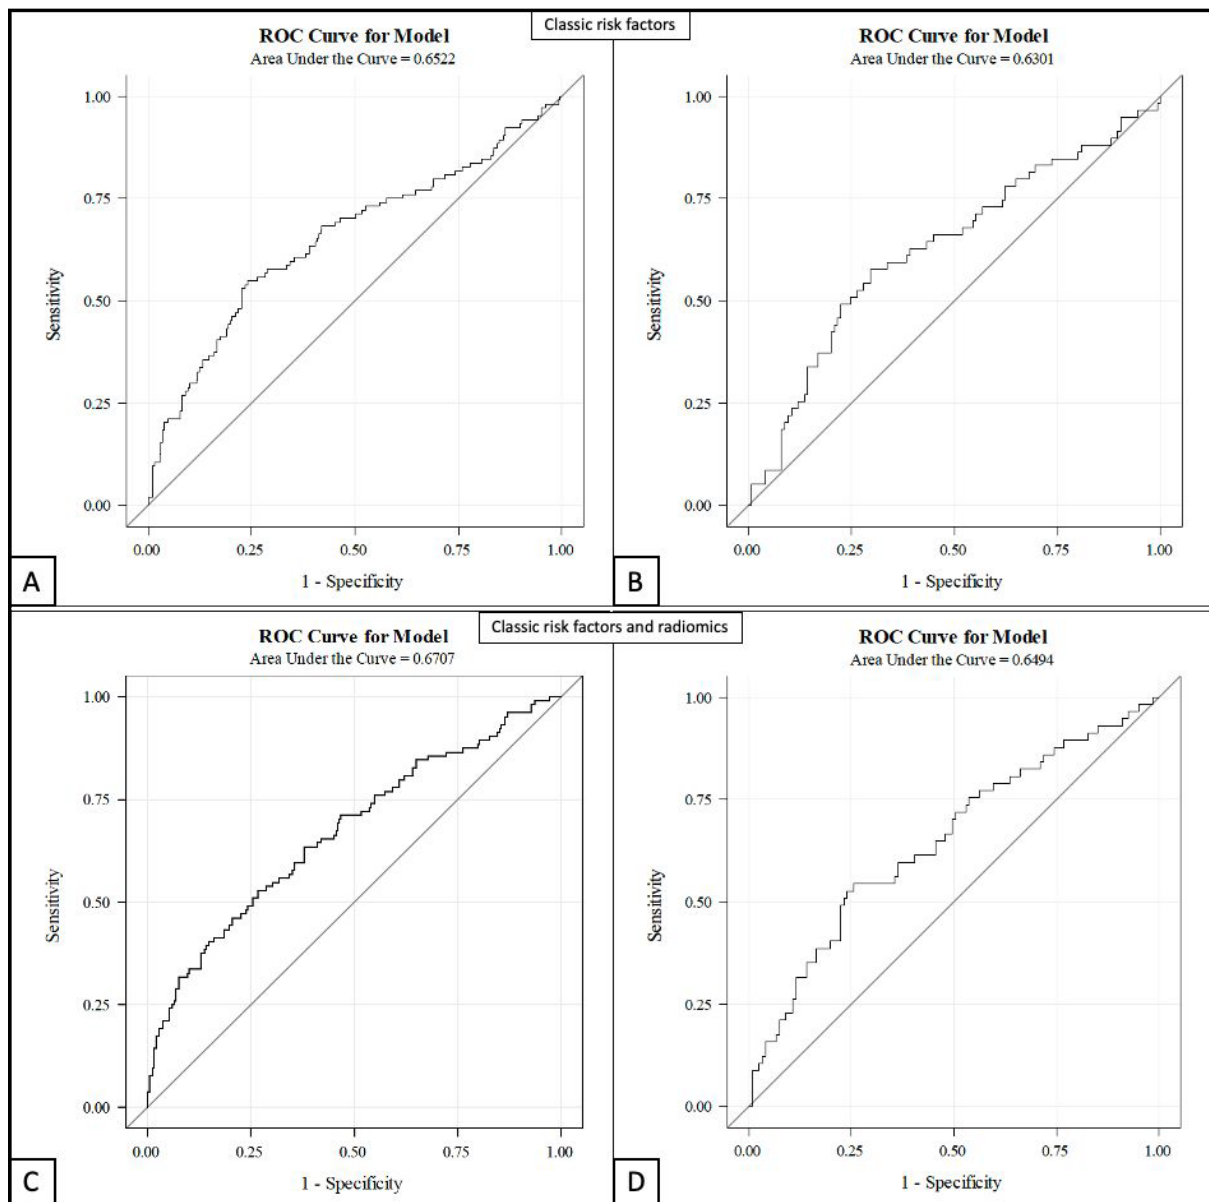 Classic risk factors
ROC Curve for Model
Area Under the Curve = 0.6522
1.00
0.75
0.50
0.25
0.00
Sensitivity
0.00 0.25 0.50 0.75 1.00
1 - Specificity
A
ROC Curve for Model
Area Under the Curve = 0.6301
1.00
0.75
0.50
0.25
0.00
Sensitivity
0.00 0.25 0.50 0.75 1.00
1 - Specificity
B
Classic risk factors and radiomics
ROC Curve for Model
Area Under the Curve = 0.6707
1.00
0.75
0.50
0.25
0.00
Sensitivity
0.00 0.25 0.50 0.75 1.00
1 - Specificity
C
ROC Curve for Model
Area Under the Curve = 0.6494
1.00
0.75
0.50
0.25
0.00
Sensitivity
0.00 0.25 0.50 0.75 1.00
1 - Specificity
D